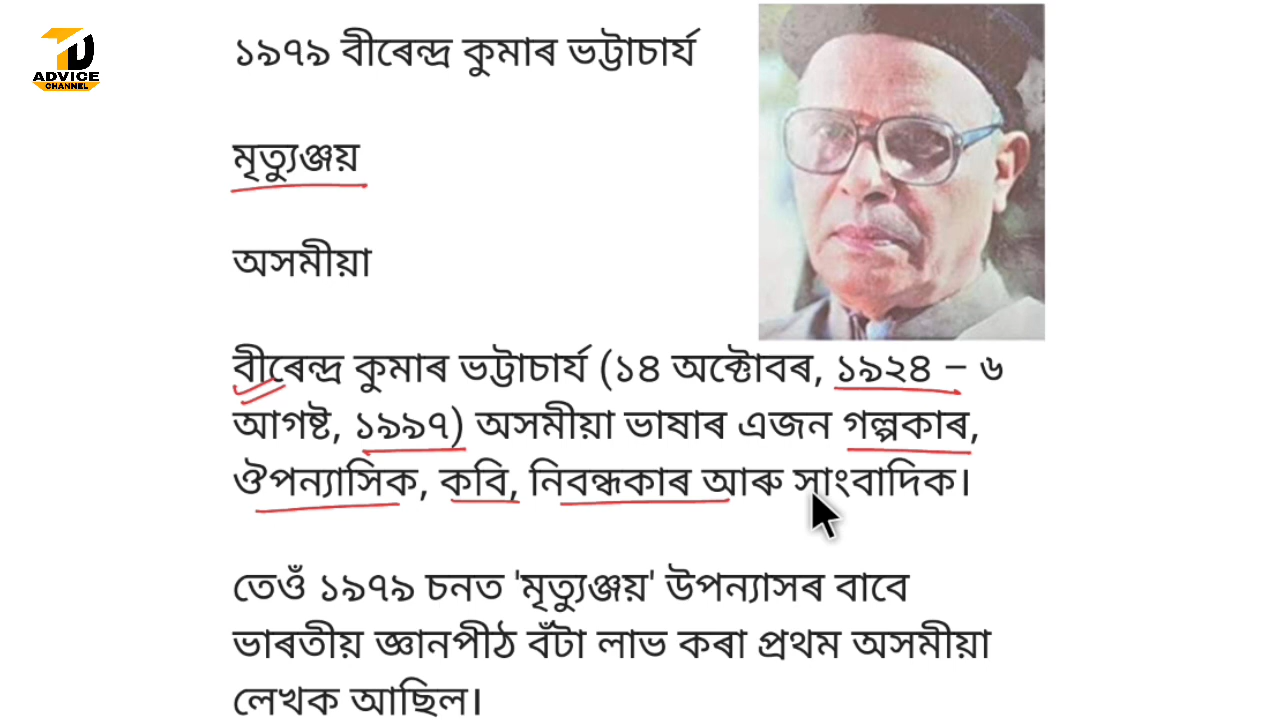 TD
ADVICE
CHANNEL
১৯৭৯ বীৰেন্দ্ৰ কুমাৰ ভট্টাচাৰ্য
মৃত্যুঞ্জয়
অসমীয়া
বীৰেন্দ্ৰ কুমাৰ ভট্টাচাৰ্য (১৪ অক্টোবৰ, ১৯২৪ – ৬
আগষ্ট, ১৯৯৭) অসমীয়া ভাষাৰ এজন গল্পকাৰ,
ঔপন্যাসিক, কবি, নিবন্ধকাৰ আৰু সাংবাদিক।
তেওঁ ১৯৭৯ চনত 'মৃত্যুঞ্জয়' উপন্যাসৰ বাবে
ভাৰতীয় জ্ঞানপীঠ বঁটা লাভ কৰা প্ৰথম অসমীয়া
লেখক আছিল।